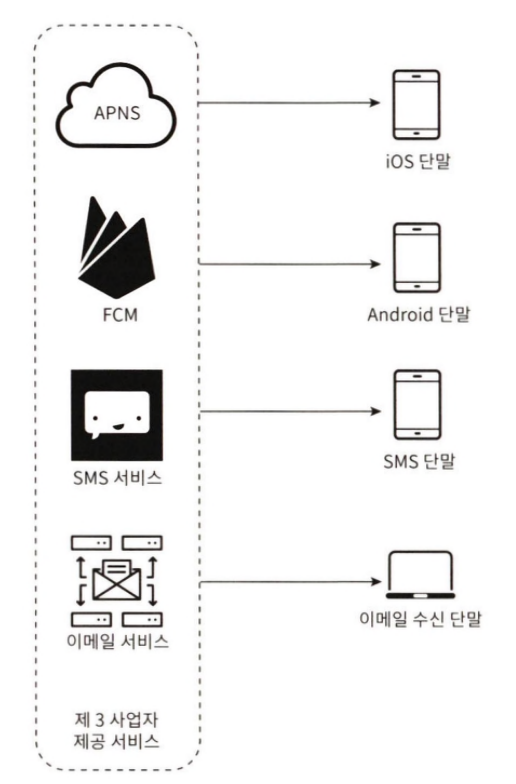 APNS
iOS 단말
FCM
Android 단말
SMS 서비스
SMS 단말
이메일 서비스
이메일 수신 단말
제 3 사업자
제공 서비스